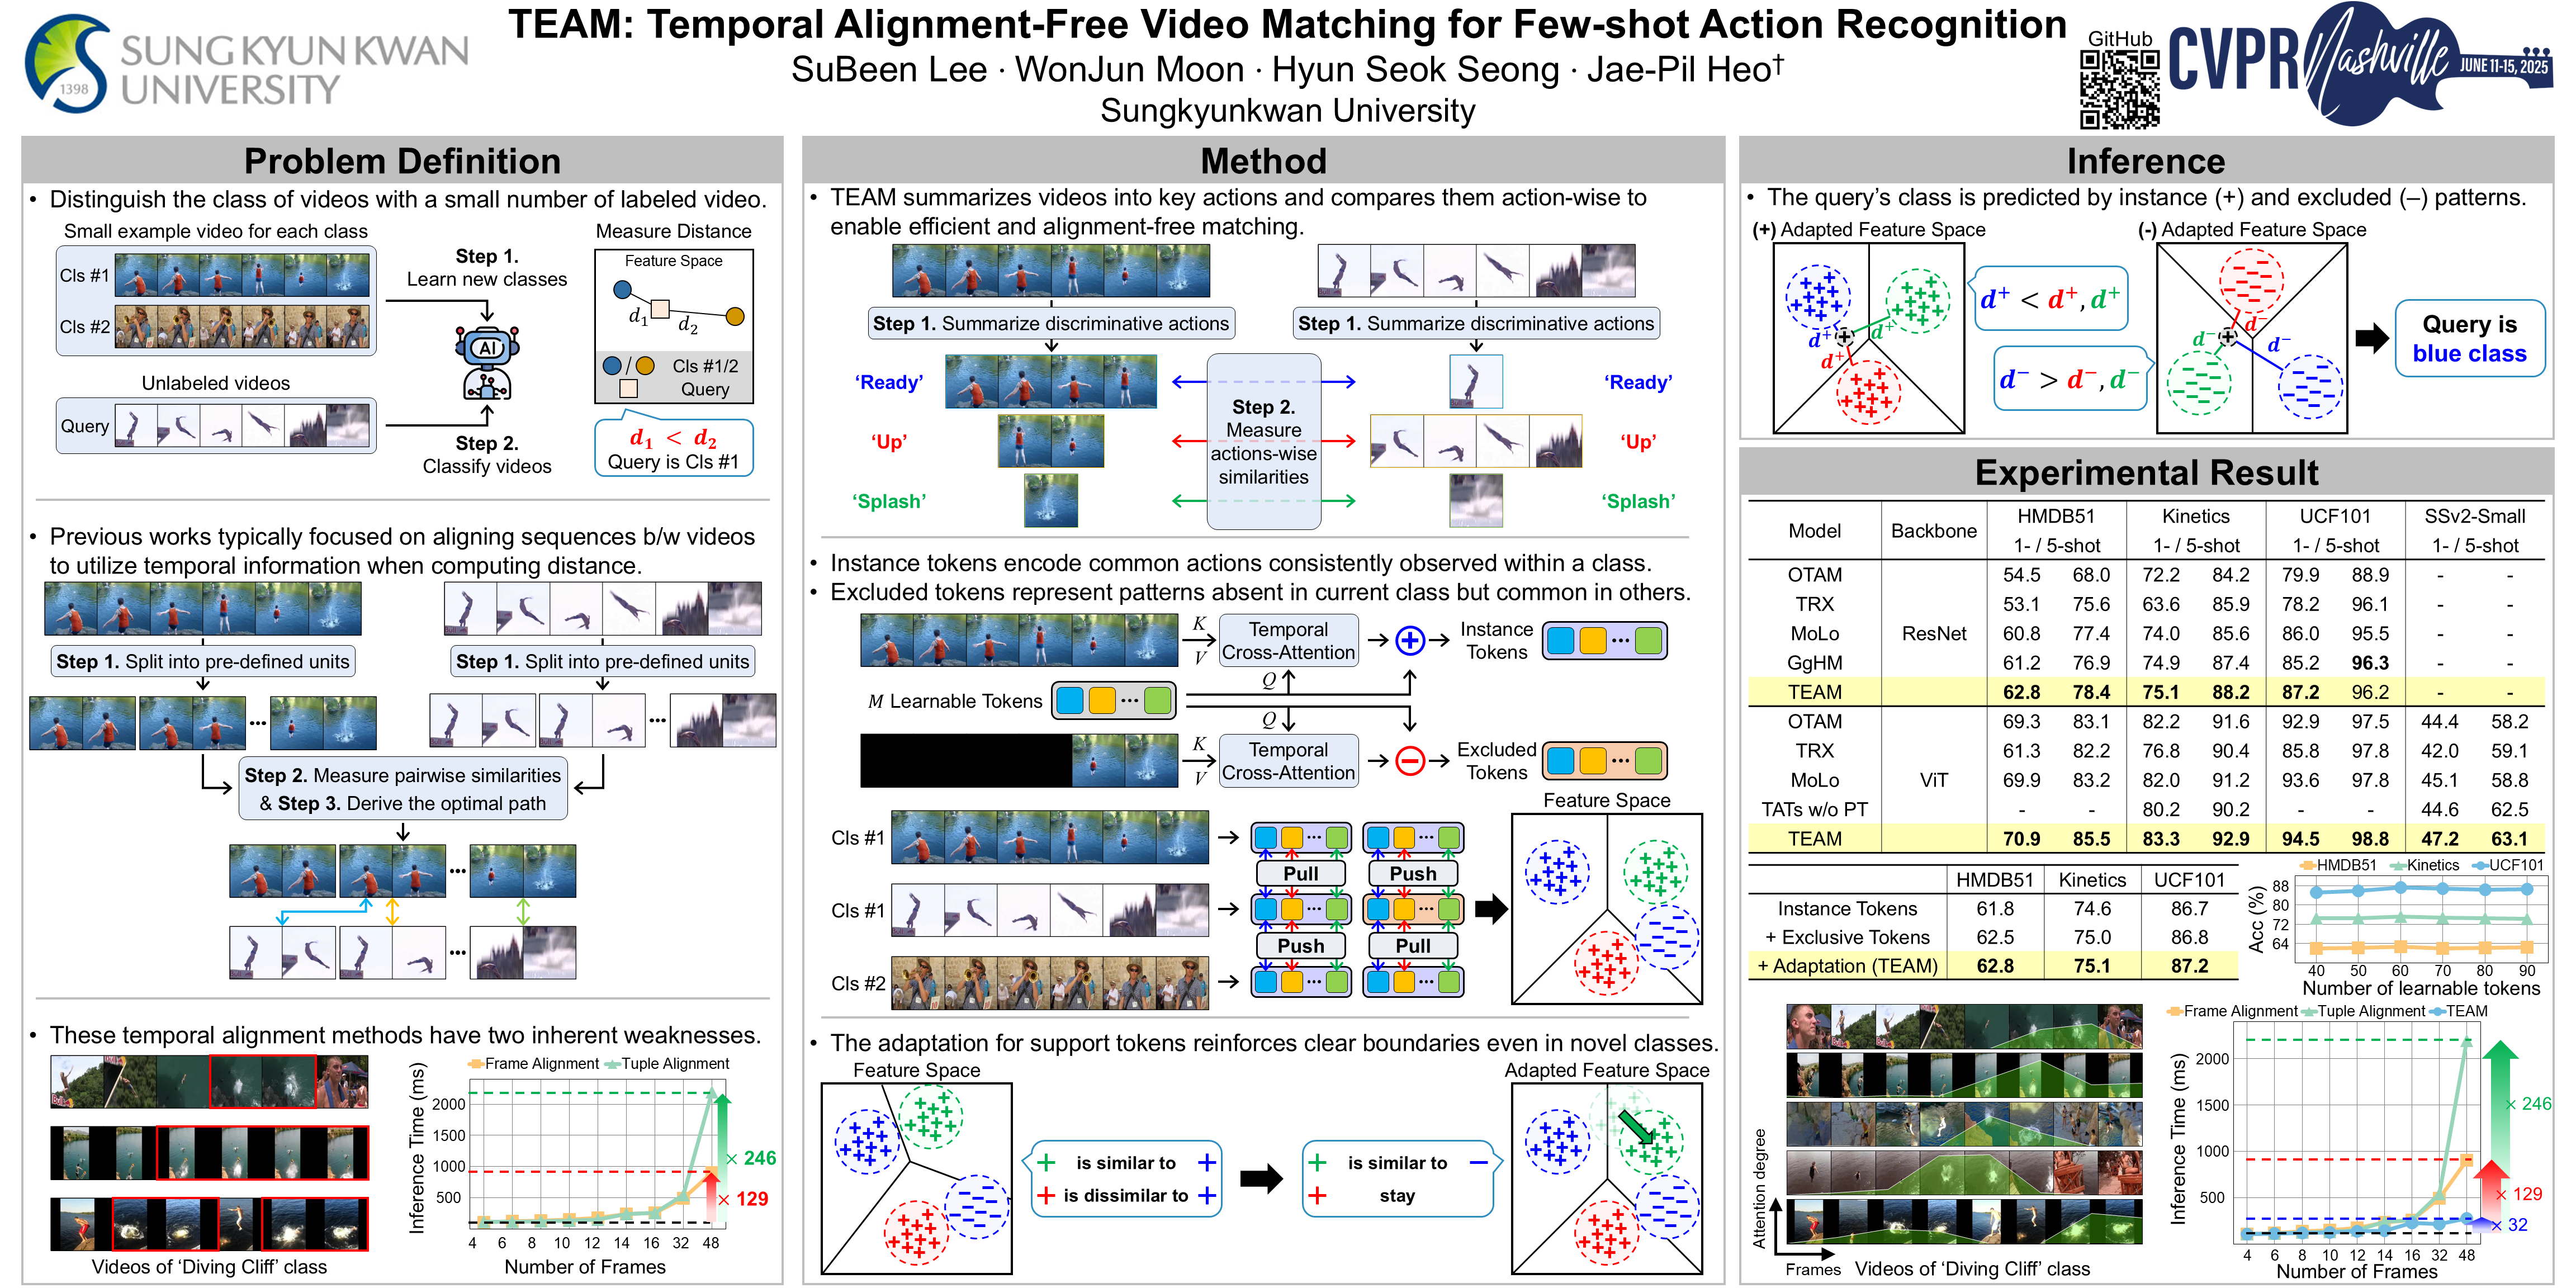 SUNGKYUNKWAN
UNIVERSITY
1398
TEAM: Temporal Alignment-Free Video Matching for Few-shot Action Recognition
SuBeen Lee · WonJun Moon · Hyun Seok Seong · Jae-Pil Heo†
Sungkyunkwan University
GitHub
CVPR Nashville JUNE 11-15, 2025
Problem Definition
• Distinguish the class of videos with a small number of labeled video.
Small example video for each class
Cls #1
Cls #2
Unlabeled videos
Query
Step 1.
Learn new classes
AI
Step 2.
Classify videos
Measure Distance
Feature Space
d1
d2
/
Cls #1/2
Query
d1 < d2
Query is Cls #1
• Previous works typically focused on aligning sequences b/w videos
to utilize temporal information when computing distance.
Step 1. Split into pre-defined units
Step 1. Split into pre-defined units
...
...
Step 2. Measure pairwise similarities
& Step 3. Derive the optimal path
...
...
• These temporal alignment methods have two inherent weaknesses.
Videos of ‘Diving Cliff’ class
Frame Alignment Tuple Alignment
Inference Time (ms)
2000
1500
1000
500
× 246
× 129
4 6 8 10 12 14 16 32 48
Number of Frames
Method
• TEAM summarizes videos into key actions and compares them action-wise to
enable efficient and alignment-free matching.
Step 1. Summarize discriminative actions
Step 1. Summarize discriminative actions
‘Ready’
‘Up’
‘Splash’
Step 2.
Measure
actions-wise
similarities
‘Ready’
‘Up’
‘Splash’
• Instance tokens encode common actions consistently observed within a class.
• Excluded tokens represent patterns absent in current class but common in others.
K
V
Temporal
Cross-Attention
Instance
Tokens
...
M Learnable Tokens
...
Q
Q
K
V
Temporal
Cross-Attention
Excluded
Tokens
...
Cls #1
Cls #1
Cls #2
Pull
Push
Push
Pull
Feature Space
• The adaptation for support tokens reinforces clear boundaries even in novel classes.
Feature Space
+ is similar to +
+ is dissimilar to +
+ is similar to −
+ stay
Adapted Feature Space
Inference
• The query’s class is predicted by instance (+) and excluded (–) patterns.
(+) Adapted Feature Space
d+
d+
d+
d+ < d+, d+
d− > d−, d−
(-) Adapted Feature Space
d−
d−
d−
Query is
blue class
Experimental Result
Model Backbone HMDB51 Kinetics UCF101 SSv2-Small
1- / 5-shot 1- / 5-shot 1- / 5-shot 1- / 5-shot
OTAM 54.5 68.0 72.2 84.2 79.9 88.9 - -
TRX 53.1 75.6 63.6 85.9 78.2 96.1 - -
MoLo ResNet 60.8 77.4 74.0 85.6 86.0 95.5 - -
GgHM 61.2 76.9 74.9 87.4 85.2 96.3 - -
TEAM 62.8 78.4 75.1 88.2 87.2 96.2 - -
OTAM 69.3 83.1 82.2 91.6 92.9 97.5 44.4 58.2
TRX 61.3 82.2 76.8 90.4 85.8 97.8 42.0 59.1
MoLo ViT 69.9 83.2 82.0 91.2 93.6 97.8 45.1 58.8
TATs w/o PT - - 80.2 90.2 - - 44.6 62.5
TEAM 70.9 85.5 83.3 92.9 94.5 98.8 47.2 63.1
HMDB51 Kinetics UCF101
Instance Tokens 61.8 74.6 86.7
+ Exclusive Tokens 62.5 75.0 86.8
+ Adaptation (TEAM) 62.8 75.1 87.2
HMDB51 Kinetics UCF101
Acc (%)
88
80
72
64
40 50 60 70 80 90
Number of learnable tokens
Attention degree
Frames
Videos of ‘Diving Cliff’ class
Frame Alignment Tuple Alignment TEAM
Inference Time (ms)
2000
1500
1000
500
× 246
× 129
× 32
4 6 8 10 12 14 16 32 48
Number of Frames